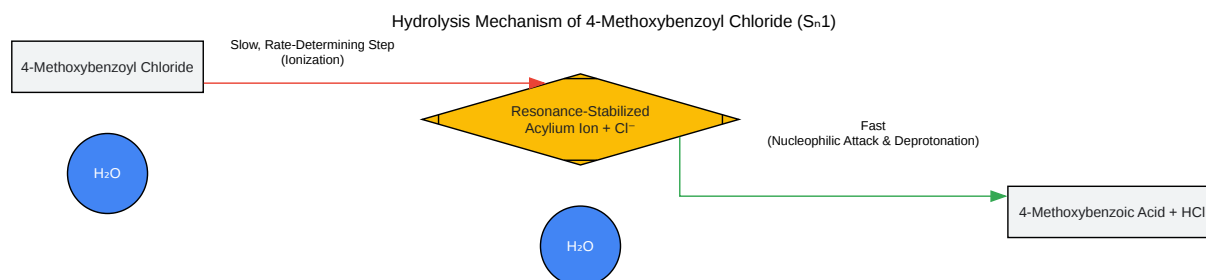 Hydrolysis Mechanism of 4-Methoxybenzoyl Chloride (Sₙ1)
Slow, Rate-Determining Step
(Ionization)
4-Methoxybenzoyl Chloride
Resonance-Stabilized
Acylium Ion + Cl⁻
Fast
(Nucleophilic Attack & Deprotonation)
H₂O
4-Methoxybenzoic Acid + HCl
H₂O